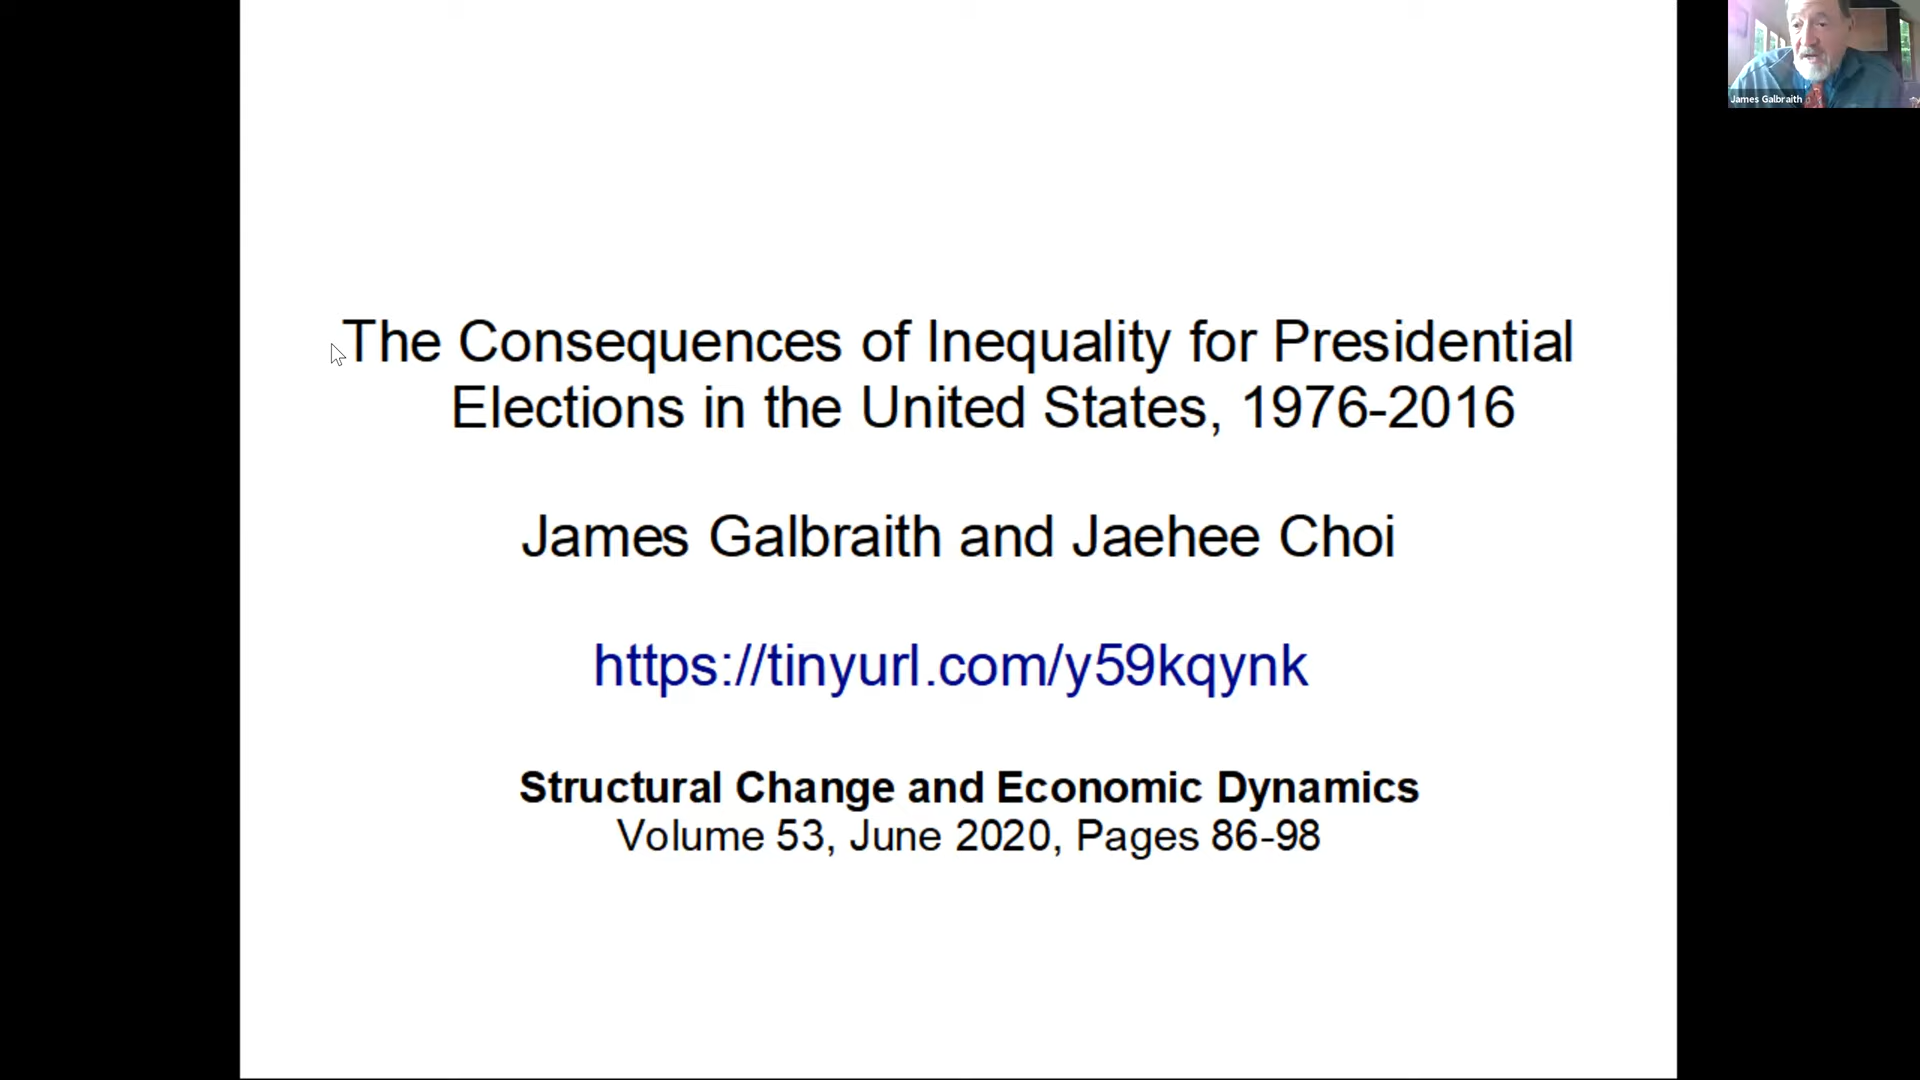 The Consequences of Inequality for Presidential
Elections in the United States, 1976-2016
James Galbraith and Jaehee Choi
https://tinyurl.com/y59kqynk
Structural Change and Economic Dynamics
Volume 53, June 2020, Pages 86-98
James Galbraith